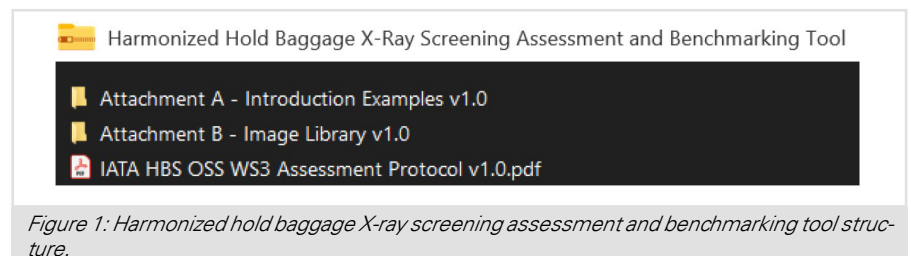 Harmonized Hold Baggage X-Ray Screening Assessment and Benchmarking Tool
Attachment A - Introduction Examples v1.0
Attachment B - Image Library v1.0
IATA HBS OSS WS3 Assessment Protocol v1.0.pdf
Figure 1: Harmonized hold baggage X-ray screening assessment and benchmarking tool struc-
ture.